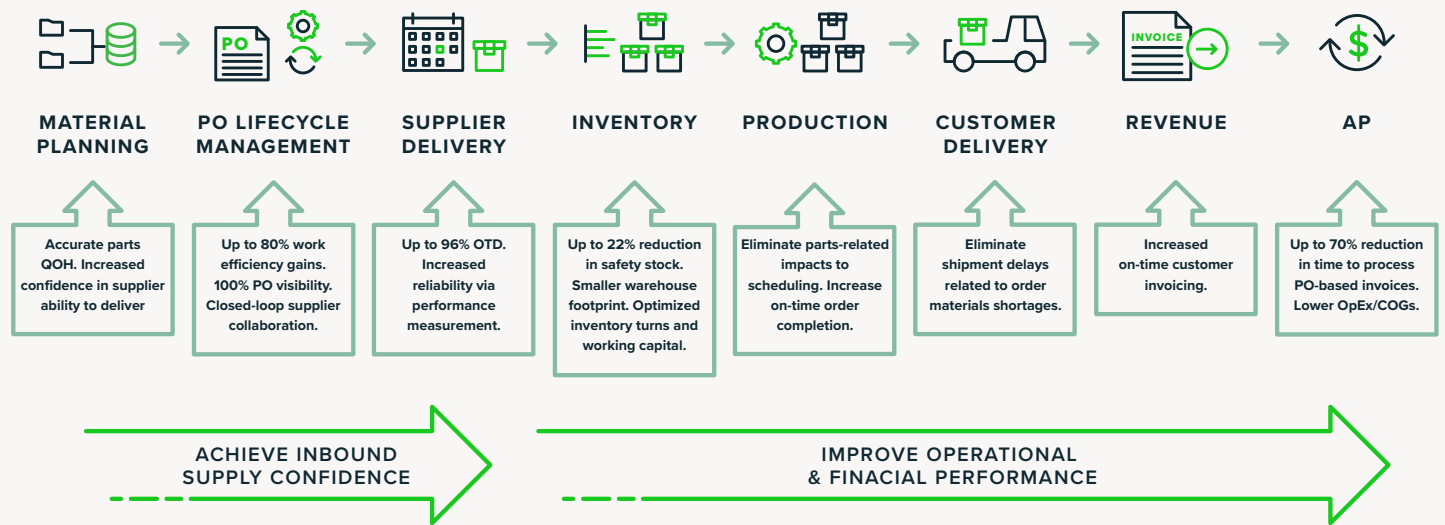 PO
INVOICE
$
MATERIAL
PLANNING
PO LIFECYCLE
MANAGEMENT
SUPPLIER
DELIVERY
INVENTORY
PRODUCTION
CUSTOMER
DELIVERY
REVENUE
AP
Accurate parts
QOH. Increased
confidence in supplier
ability to deliver
Up to 80% work
efficiency gains.
100% PO visibility.
Closed-loop supplier
collaboration.
Up to 96% OTD.
Increased
reliability via
performance
measurement.
Up to 22% reduction
in safety stock.
Smaller warehouse
footprint. Optimized
inventory turns and
working capital.
Eliminate parts-related
impacts to
scheduling. Increase
on-time order
completion.
Eliminate
shipment delays
related to order
materials shortages.
Increased
on-time customer
invoicing.
Up to 70% reduction
in time to process
PO-based invoices.
Lower OpEx/COGs.
ACHIEVE INBOUND
SUPPLY CONFIDENCE
IMPROVE OPERATIONAL
& FINACIAL PERFORMANCE